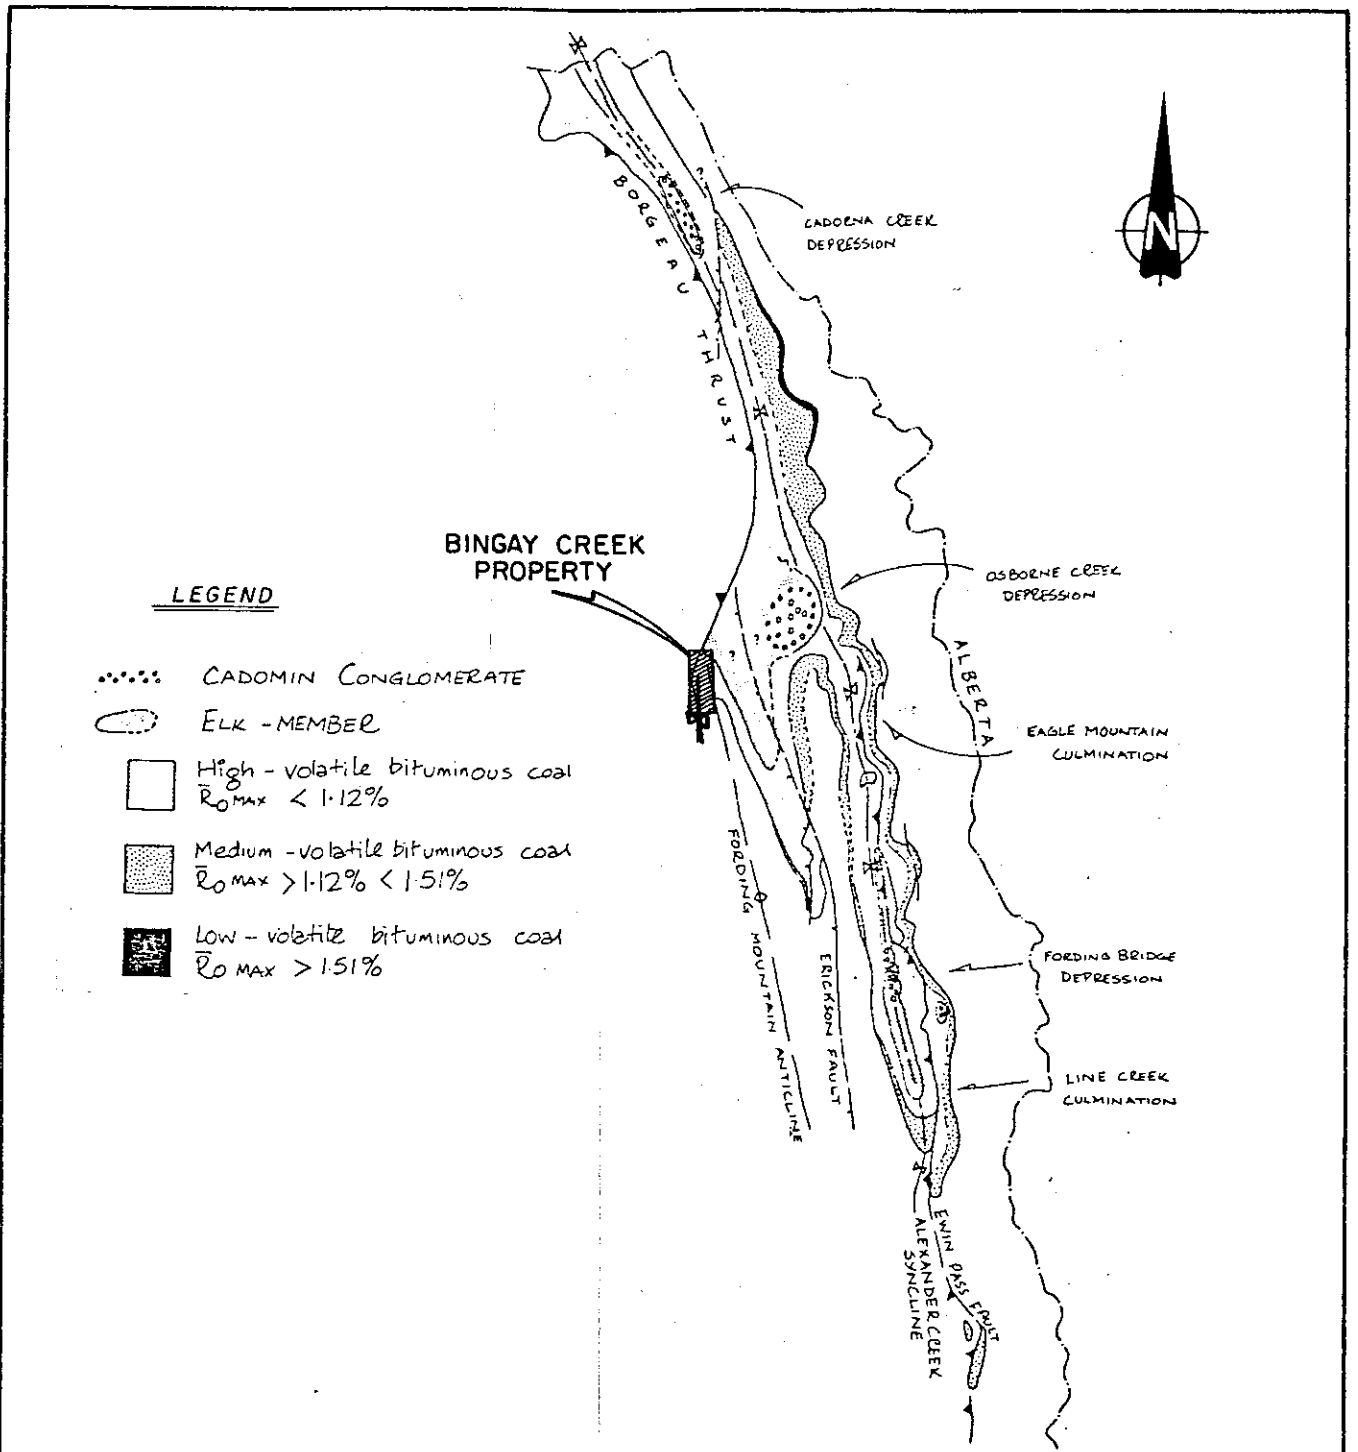 N
BORGEAU THRUST
CADORNA CREEK
DEPRESSION
BINGAY CREEK
PROPERTY
OSBORNE CREEK
DEPRESSION
LEGEND
ALBERTA
CADOMIN CONGLOMERATE
ELK - MEMBER
EAGLE MOUNTAIN
CULMINATION
High - volatile bituminous coal
R̅o MAX < 1.12%
Medium - volatile bituminous coal
R̅o MAX > 1.12% < 1.51%
Low - volatile bituminous coal
R̅o MAX > 1.51%
FORDING MOUNTAIN ANTICLINE
ERICKSON FAULT
FORDING BRIDGE
DEPRESSION
LINE CREEK
CULMINATION
EWIN PASS FAULT
ALEXANDER CREEK
SYNCLINE
?
?
?